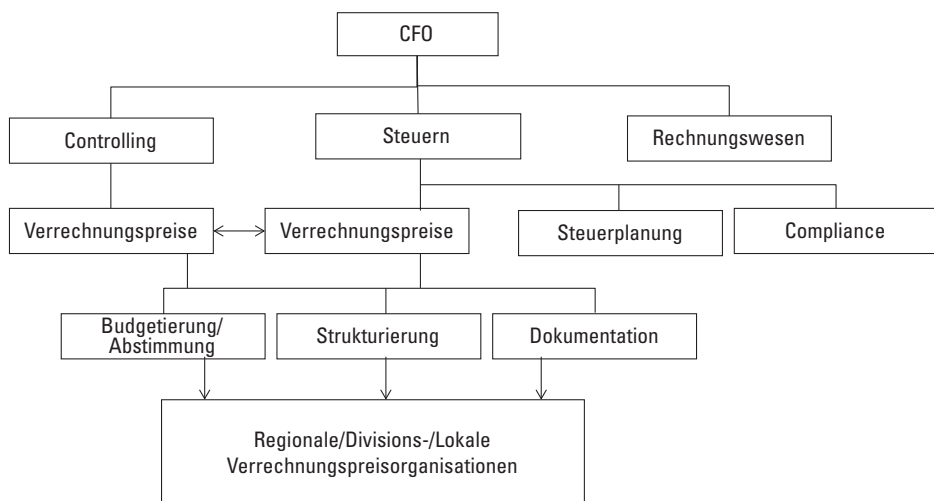 CFO
Controlling
Steuern
Rechnungswesen
Verrechnungspreise
Verrechnungspreise
Steuerplanung
Compliance
Budgetierung/
Abstimmung
Strukturierung
Dokumentation
Regionale/Divisions-/Lokale
Verrechnungspreisorganisationen